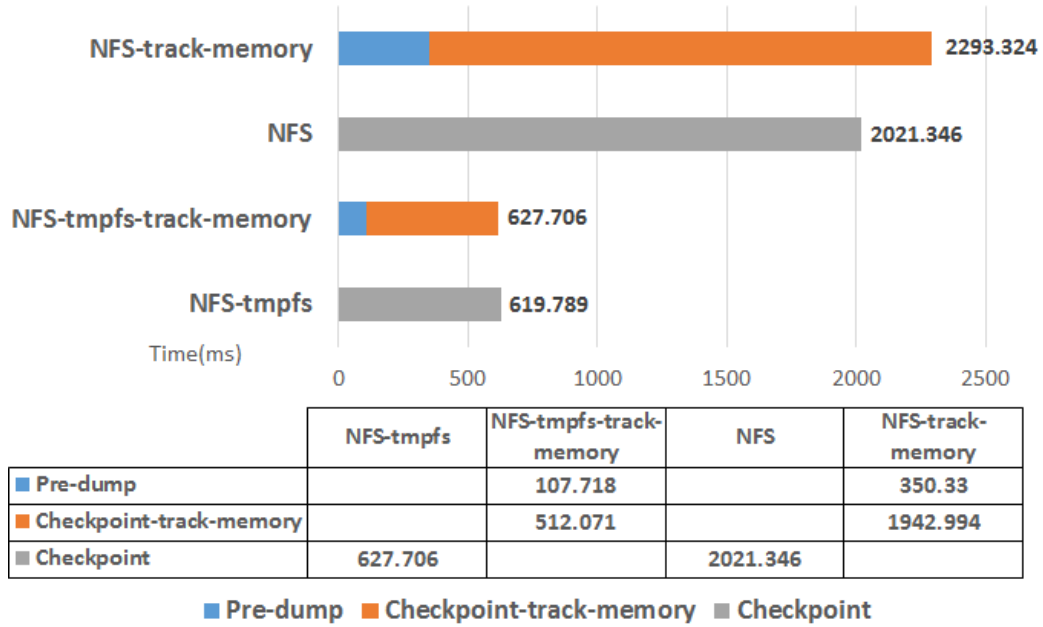 NFS-track-memory
2293.324
NFS
2021.346
NFS-tmpfs-track-memory
627.706
NFS-tmpfs
619.789
Time(ms)
0 500 1000 1500 2000 2500
NFS-tmpfs NFS-tmpfs-track-memory NFS NFS-track-memory
Pre-dump 107.718 350.33
Checkpoint-track-memory 512.071 1942.994
Checkpoint 627.706 2021.346
Pre-dump Checkpoint-track-memory Checkpoint